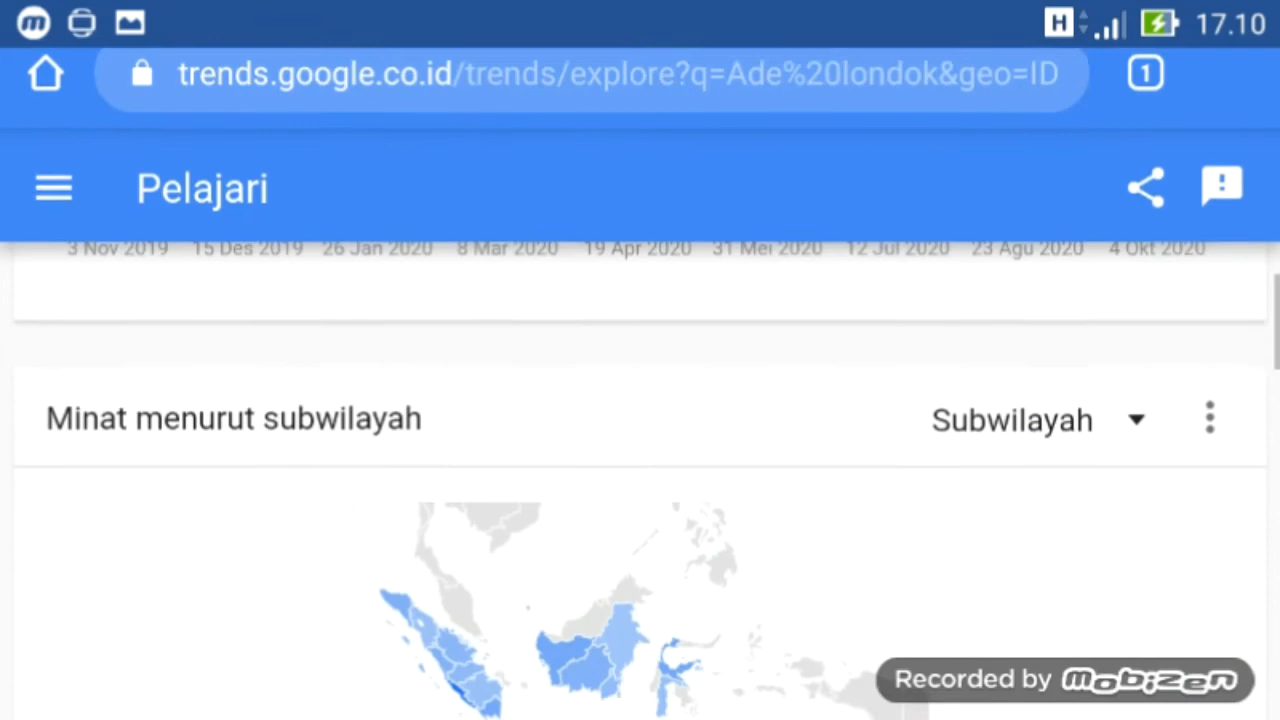 H 17.10
trends.google.co.id/trends/explore?q=Ade%20londok&geo=ID 1
Pelajari
3 Nov 2019 15 Des 2019 26 Jan 2020 8 Mar 2020 19 Apr 2020 31 Mei 2020 12 Jul 2020 23 Agu 2020 4 Okt 2020
Minat menurut subwilayah Subwilayah
Recorded by mobizen